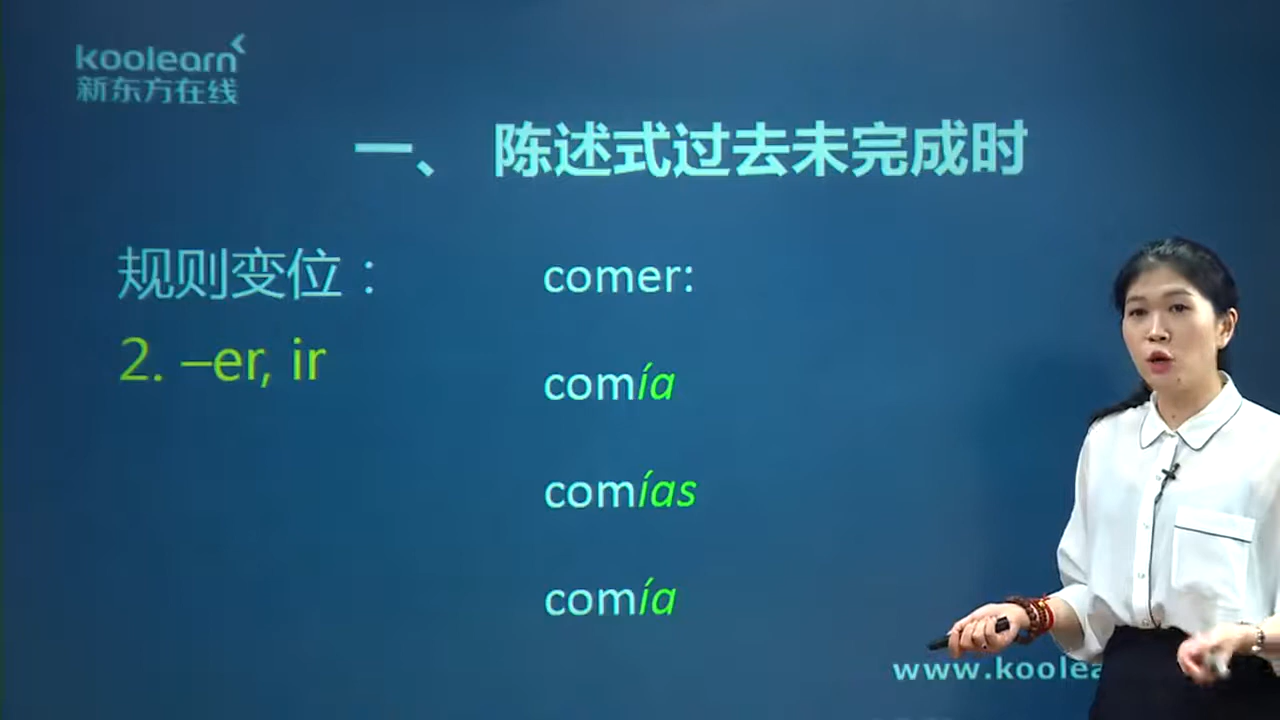 koolearn
新东方在线
一、 陈述式过去未完成时
规则变位：
2. –er, ir
comer:
comía
comías
comía
www.koolea